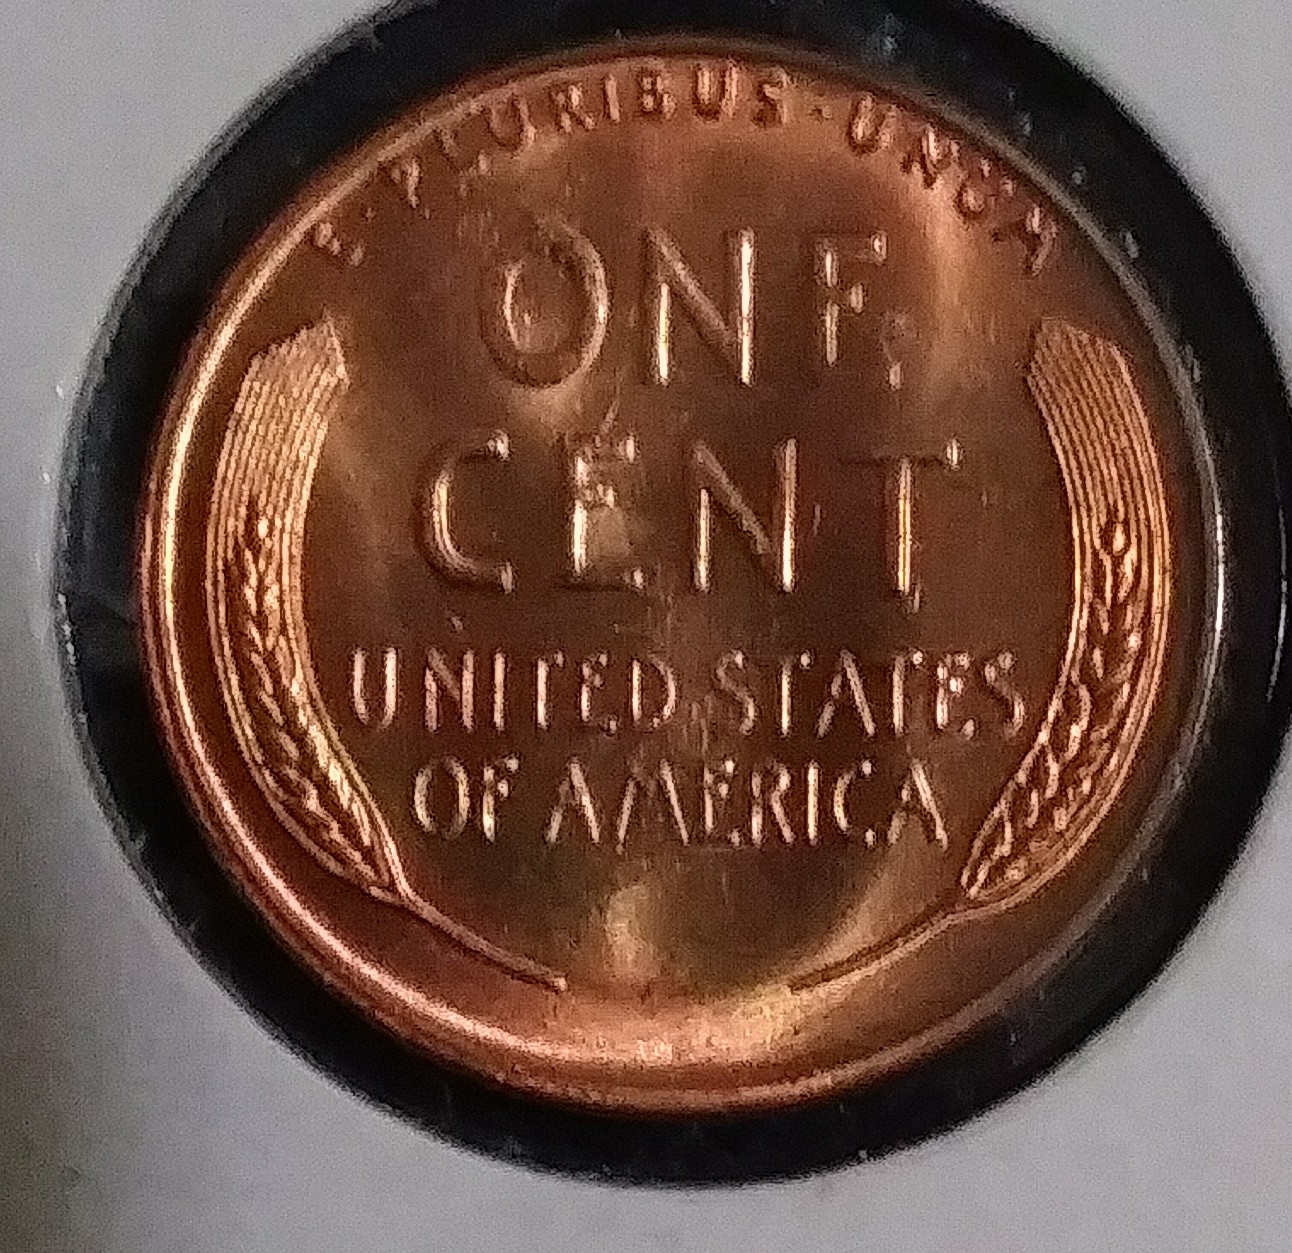 E·PLURIBUS·UNUM
ONE
CENT
UNITED STATES
OF AMERICA